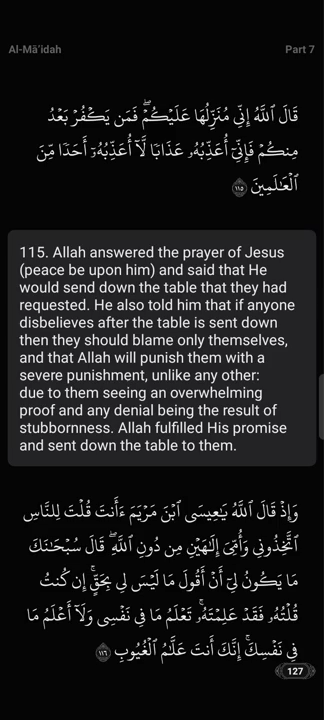 Al-Mā'idah
Part 7
قَالَ ٱللَّهُ إِنِّي مُنَزِّلُهَا عَلَيۡكُمۡۖ فَمَن يَكۡفُرۡ بَعۡدُ
مِنكُمۡ فَإِنِّيٓ أُعَذِّبُهُۥ عَذَابٗا لَّآ أُعَذِّبُهُۥٓ أَحَدٗا مِّنَ
ٱلۡعَٰلَمِينَ ١١٥
115. Allah answered the prayer of Jesus
(peace be upon him) and said that He
would send down the table that they had
requested. He also told him that if anyone
disbelieves after the table is sent down
then they should blame only themselves,
and that Allah will punish them with a
severe punishment, unlike any other:
due to them seeing an overwhelming
proof and any denial being the result of
stubbornness. Allah fulfilled His promise
and sent down the table to them.
وَإِذۡ قَالَ ٱللَّهُ يَٰعِيسَى ٱبۡنَ مَرۡيَمَ ءَأَنتَ قُلۡتَ لِلنَّاسِ
ٱتَّخِذُونِي وَأُمِّيَ إِلَٰهَيۡنِ مِن دُونِ ٱللَّهِۖ قَالَ سُبۡحَٰنَكَ
مَا يَكُونُ لِيٓ أَنۡ أَقُولَ مَا لَيۡسَ لِي بِحَقٍّۚ إِن كُنتُ
قُلۡتُهُۥ فَقَدۡ عَلِمۡتَهُۥۚ تَعۡلَمُ مَا فِي نَفۡسِي وَلَآ أَعۡلَمُ مَا
فِي نَفۡسِكَۚ إِنَّكَ أَنتَ عَلَّٰمُ ٱلۡغُيُوبِ ١١٦
127